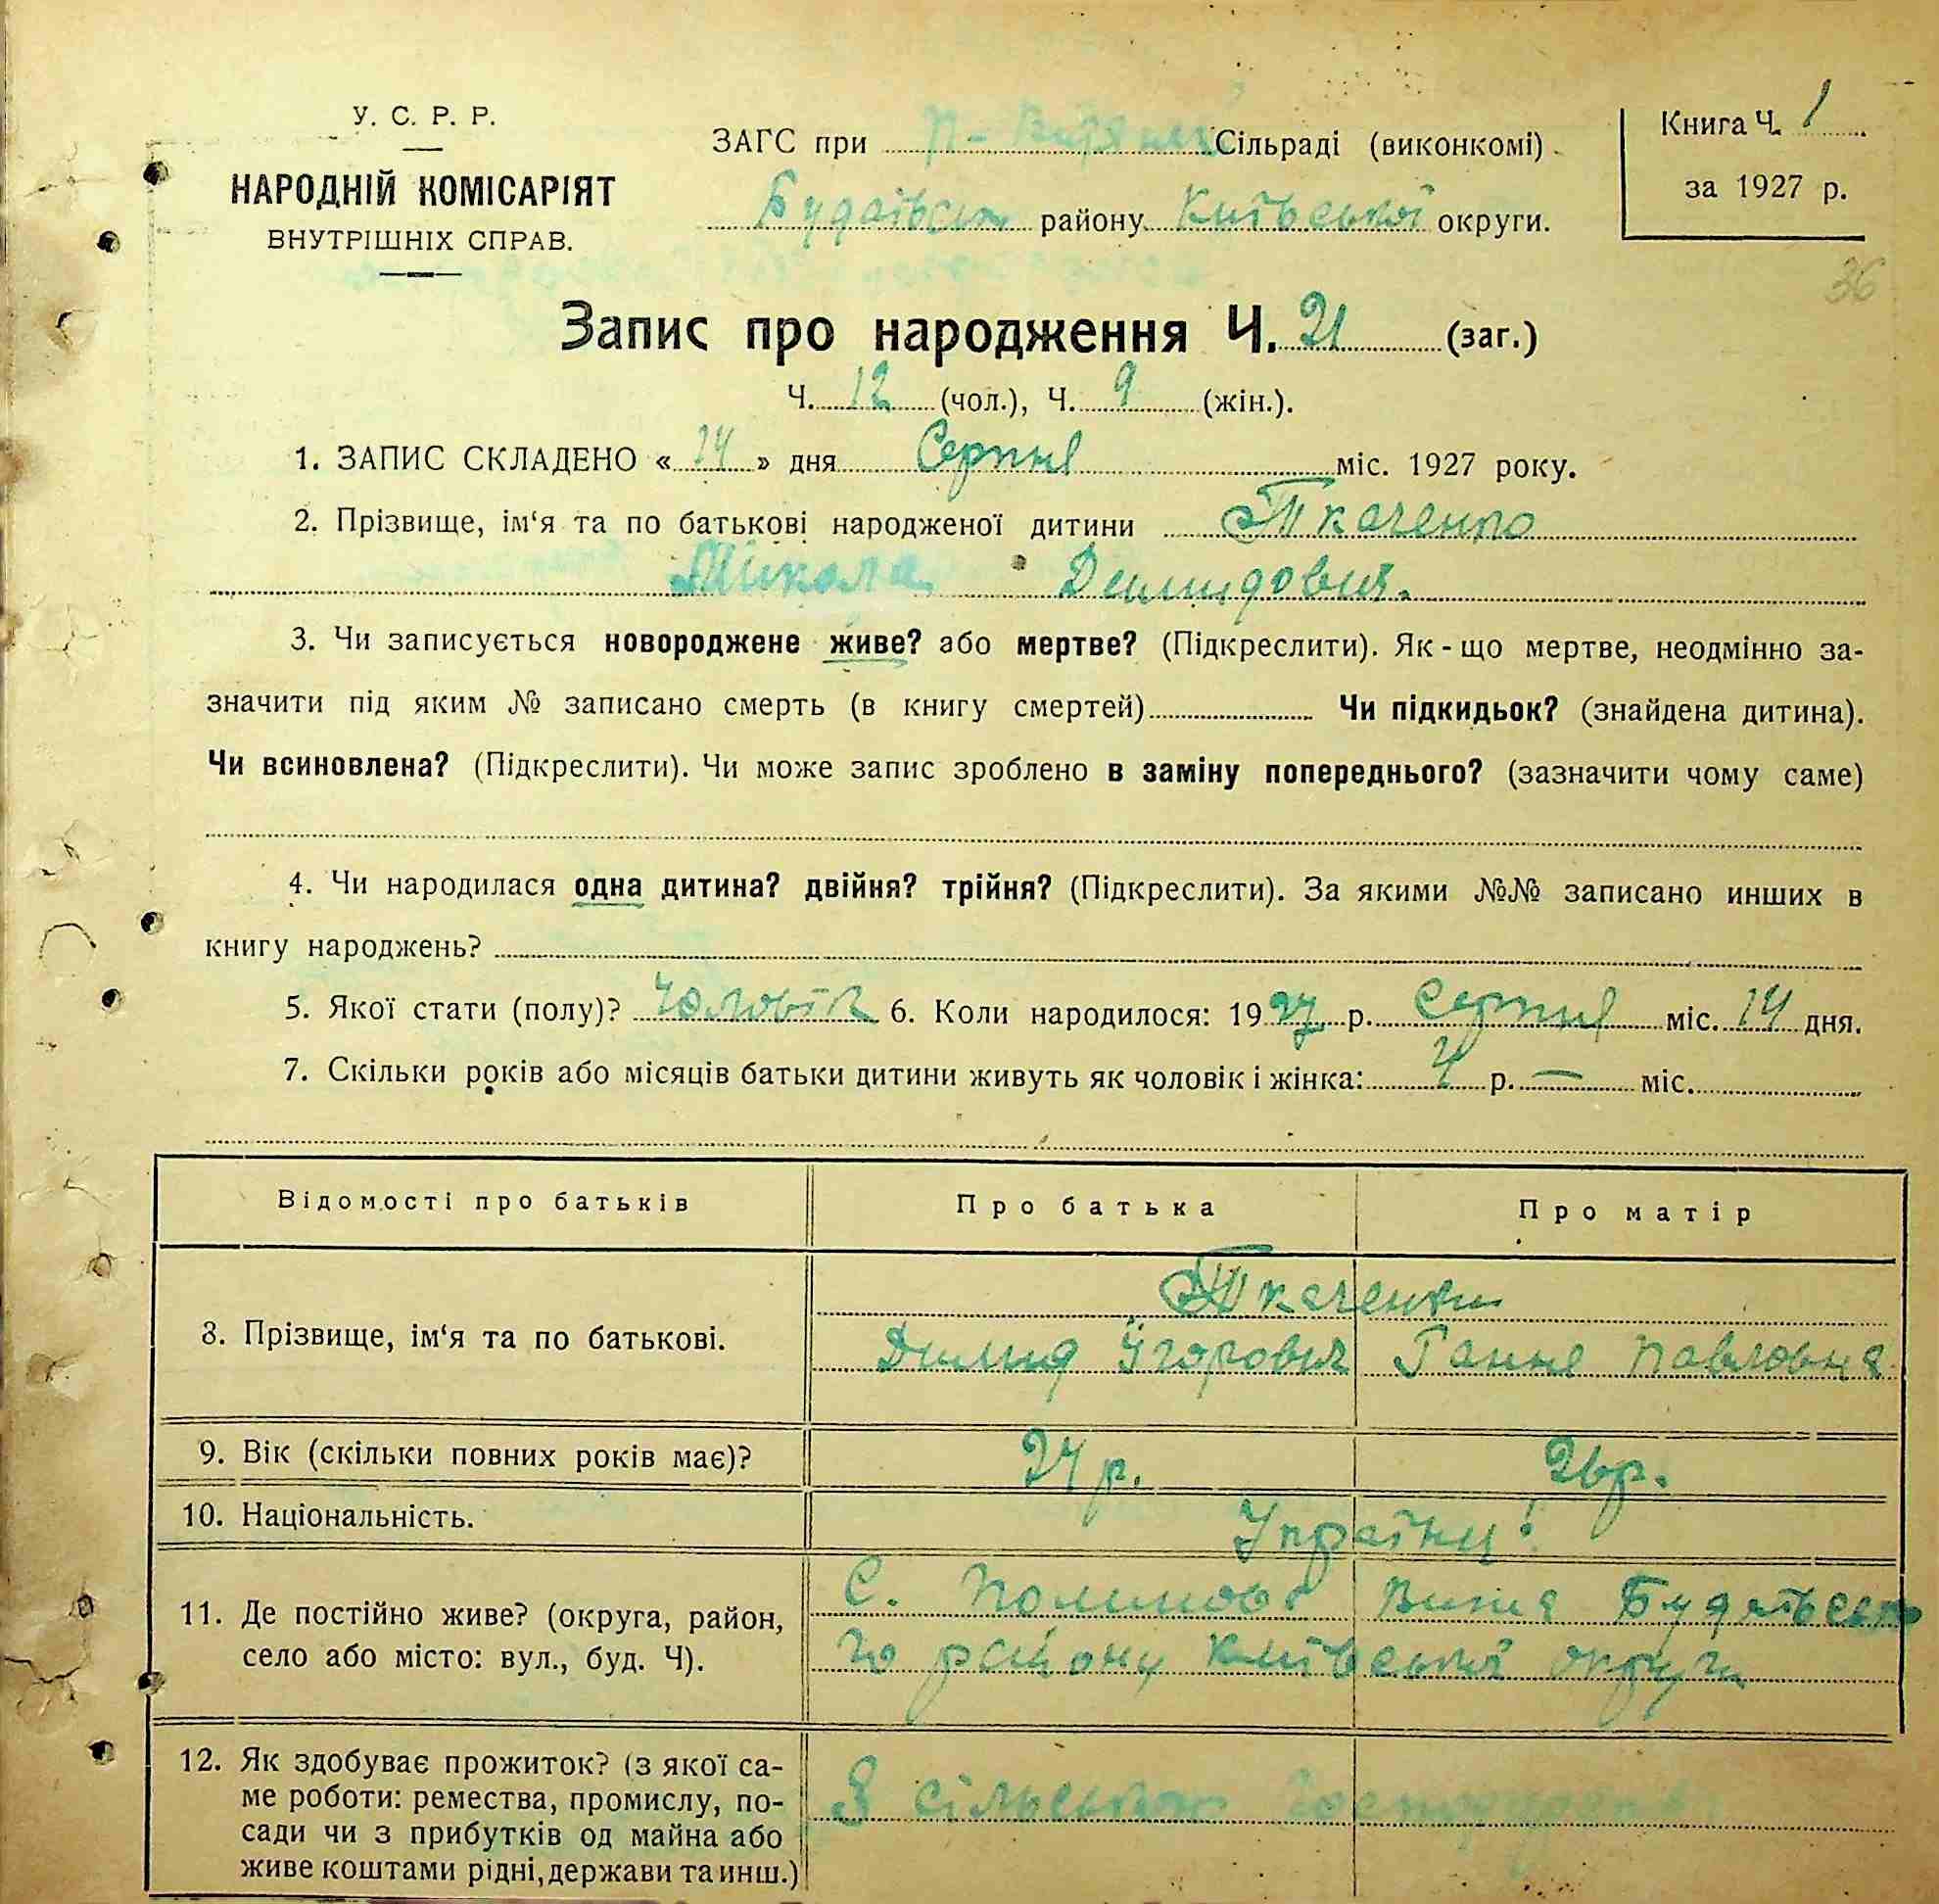 У. С. Р. Р.
НАРОДНІЙ КОМІСАРІЯТ
ВНУТРІШНІХ СПРАВ.
ЗАГС при П-Вітянській Сільраді (виконкомі)
Будаївськ району Київської округи.
Книга Ч. 1
за 1927 р.
36
Запис про народження Ч. 21 (заг.)
Ч. 12 (чол.), Ч. 9 (жін.).
1. ЗАПИС СКЛАДЕНО « 24 » дня Серпня міс. 1927 року.
2. Прізвище, ім‘я та по батькові народженої дитини Ткаченко
Микола Демидович.
3. Чи записується новороджене живе? або мертве? (Підкреслити). Як-що мертве, неодмінно за-
значити під яким № записано смерть (в книгу смертей) Чи підкидьок? (знайдена дитина).
Чи всиновлена? (Підкреслити). Чи може запис зроблено в заміну попереднього? (зазначити чому саме)
4. Чи народилася одна дитина? двійня? трійня? (Підкреслити). За якими №№ записано инших в
книгу народжень?
5. Якої стати (полу)? Чоловік 6. Коли народилося: 1927 р. Серпня міс. 14 дня.
7. Скільки років або місяців батьки дитини живуть як чоловік і жінка: 4 р. — міс.
Відомості про батьків Про батька Про матір
8. Прізвище, ім‘я та по батькові.
Ткаченки
Демид Ігорович Ганна Павловна
9. Вік (скільки повних років має)? 24 р. 26 р.
10. Національність. Українці
11. Де постійно живе? (округа, район,
село або місто: вул., буд. Ч).
С. Будаївсько
го району Київської округи
12. Як здобуває прожиток? (з якої са-
ме роботи: ремества, промислу, по-
сади чи з прибутків од майна або
живе коштами рідні, держави та инш.)
З сільського господарства